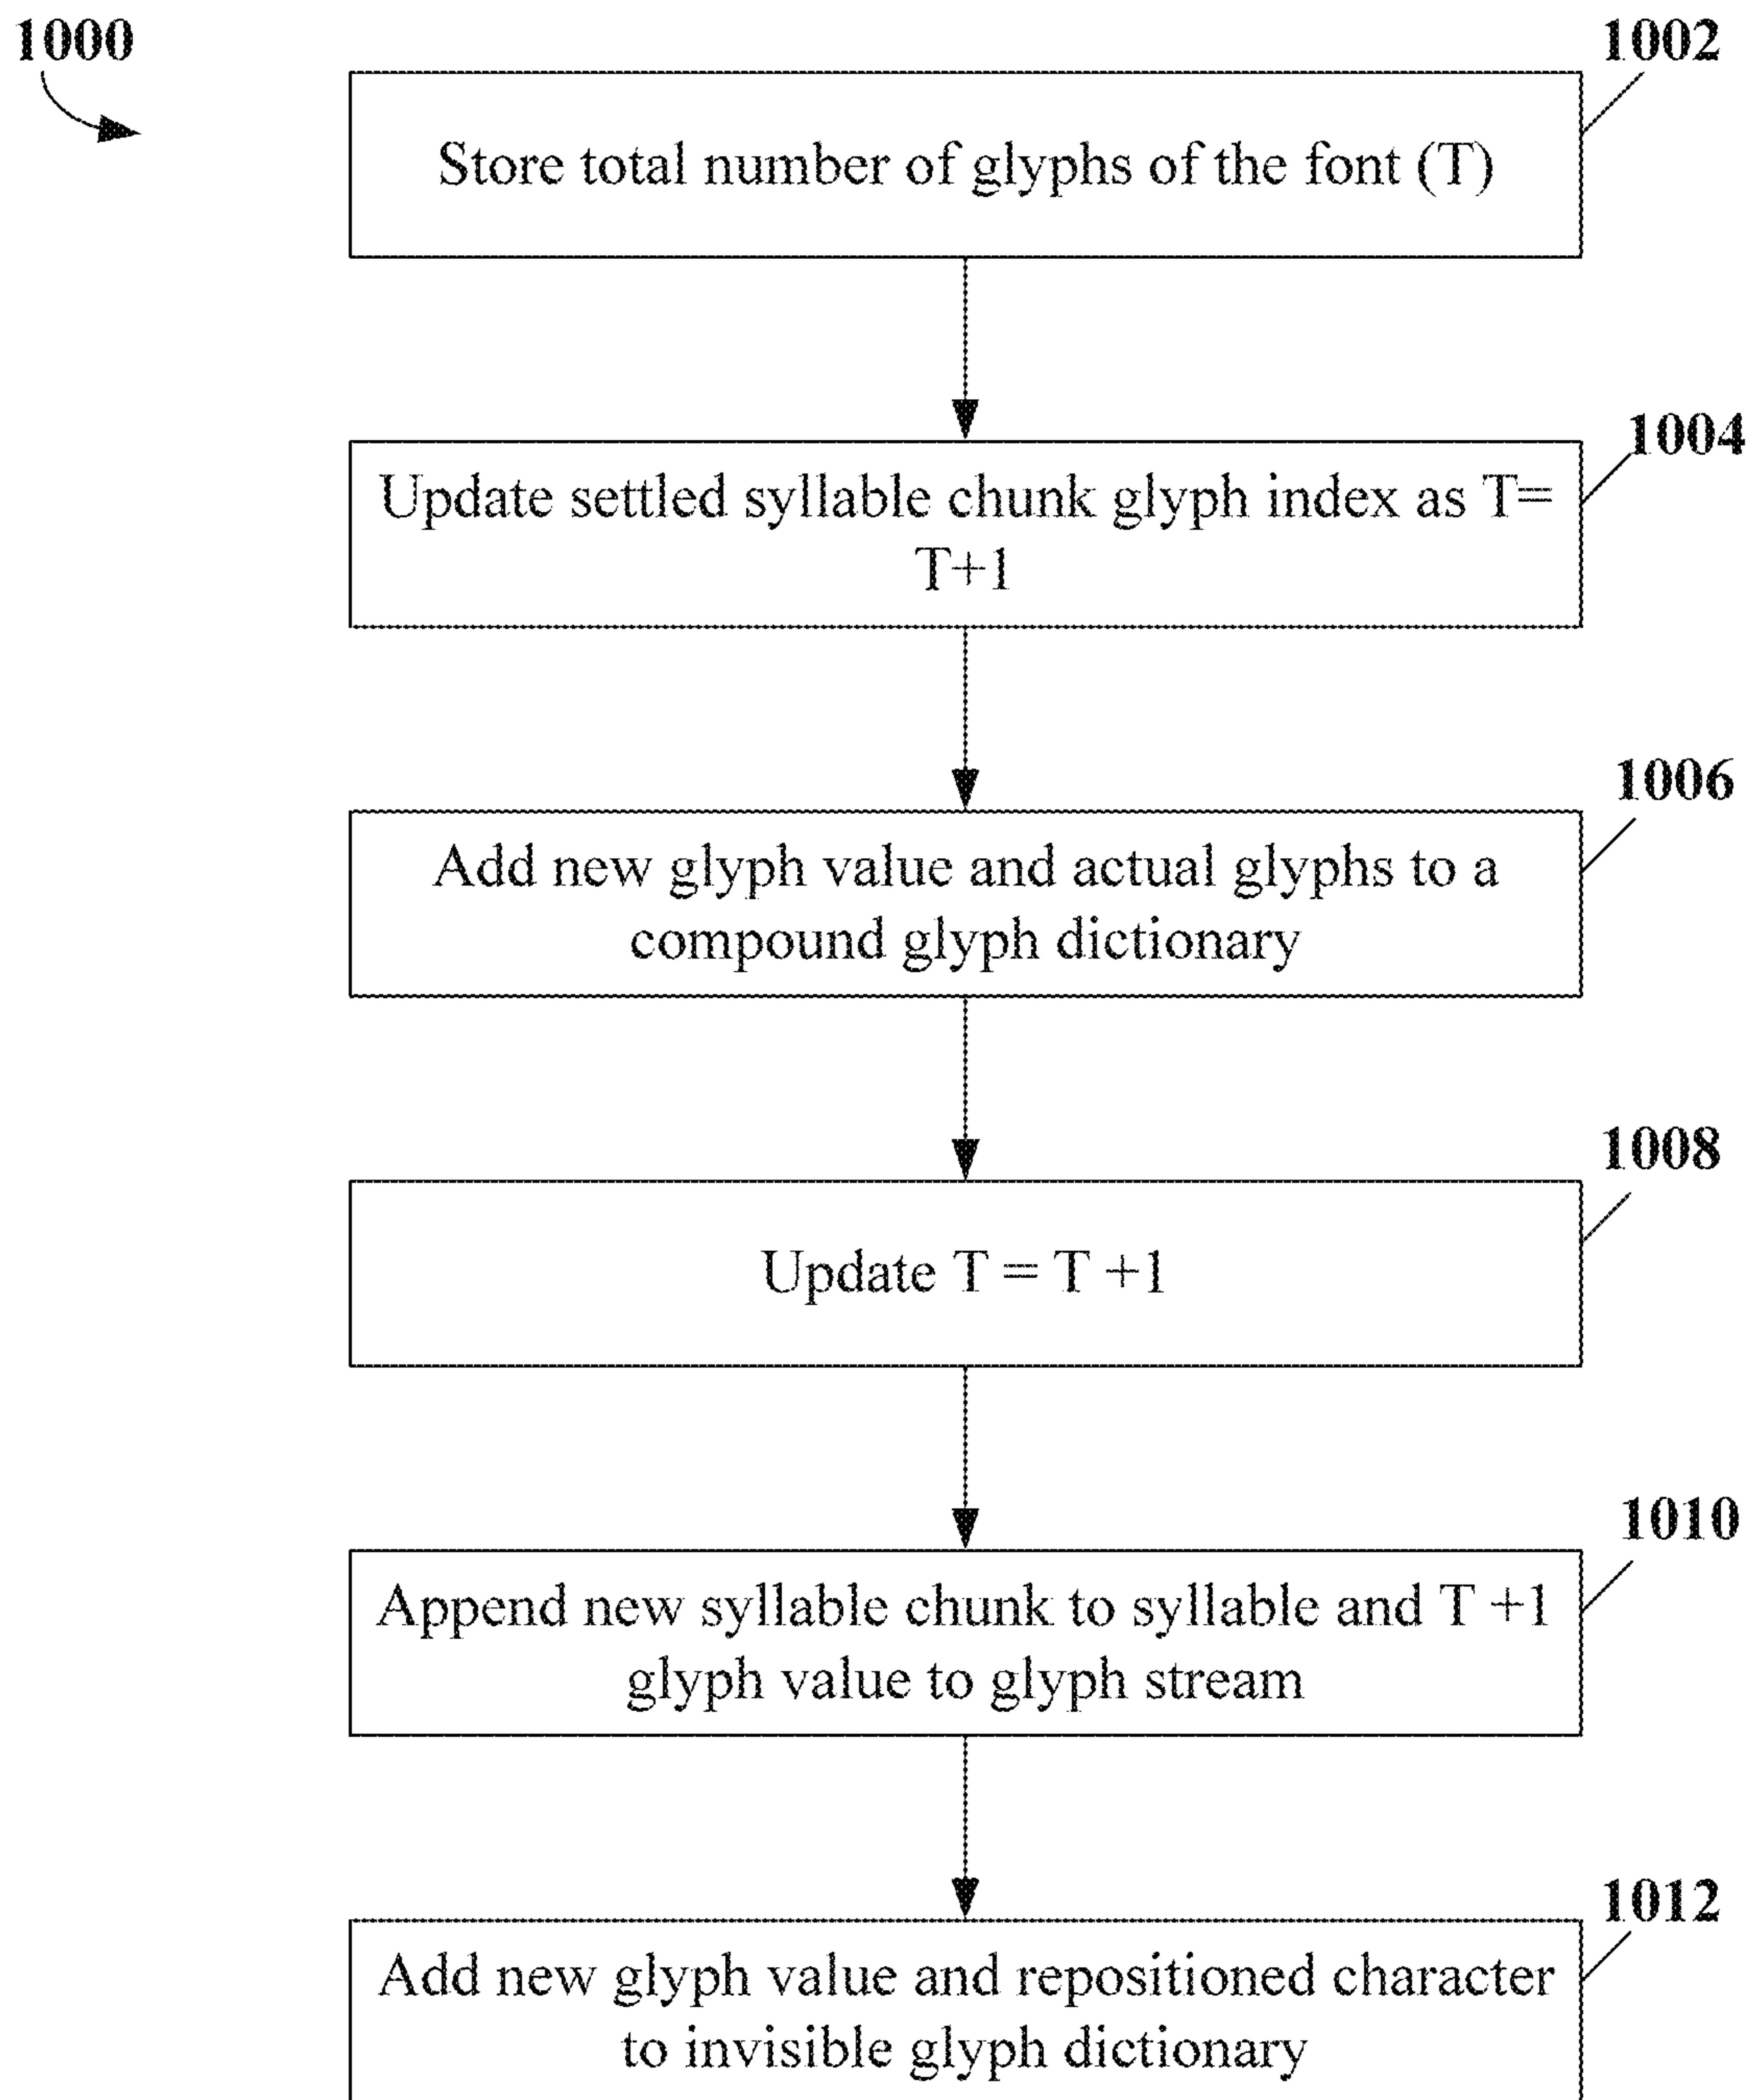 1000
1002
Store total number of glyphs of the font (T)
1004
Update settled syllable chunk glyph index as T=
T+1
1006
Add new glyph value and actual glyphs to a
compound glyph dictionary
1008
Update T = T +1
1010
Append new syllable chunk to syllable and T +1
glyph value to glyph stream
1012
Add new glyph value and repositioned character
to invisible glyph dictionary